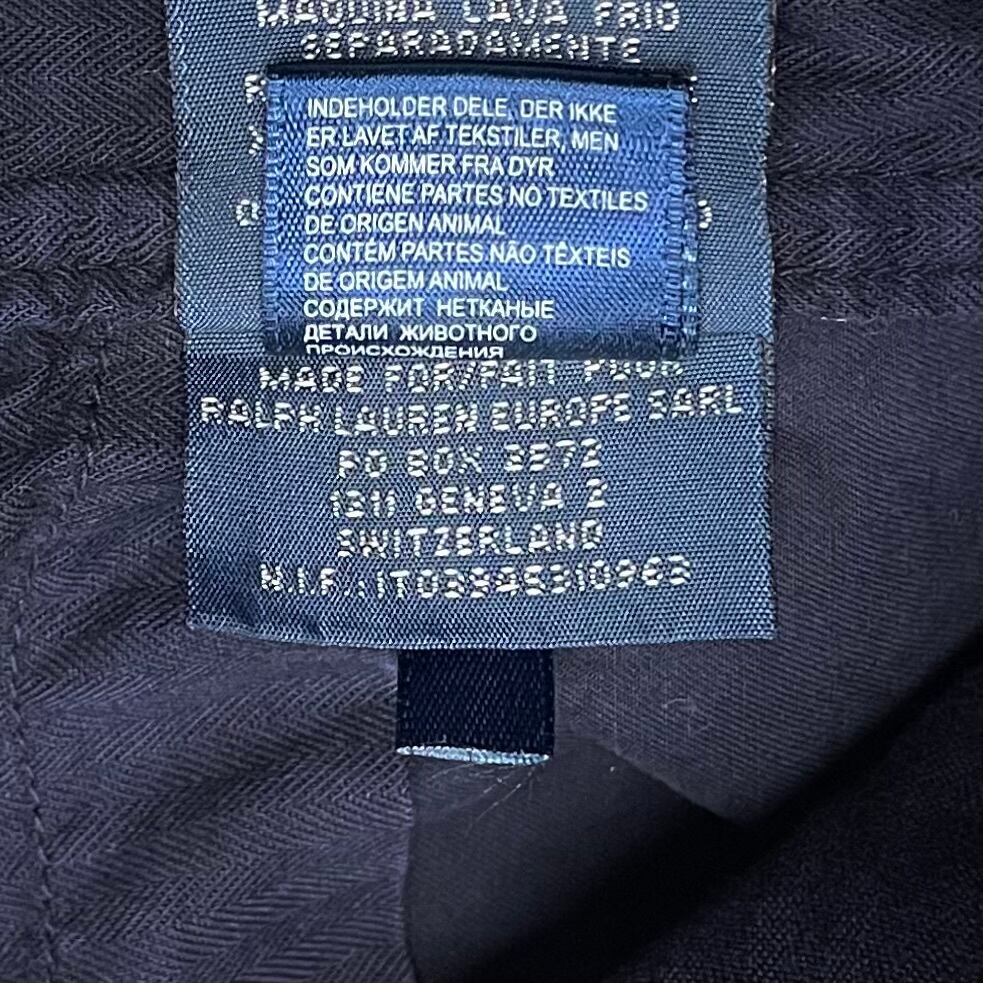 MAQUINA LAVA FRIO
SEPARADAMENTE
INDEHOLDER DELE, DER IKKE
ER LAVET AF TEKSTILER, MEN
SOM KOMMER FRA DYR
CONTIENE PARTES NO TEXTILES
DE ORIGEN ANIMAL
CONTÉM PARTES NÃO TÊXTEIS
DE ORIGEM ANIMAL
СОДЕРЖИТ НЕТКАНЫЕ
ДЕТАЛИ ЖИВОТНОГО
ПРОИСХОЖДЕНИЯ
MADE FOR/FAIT POUR
RALPH LAUREN EUROPE SARL
PO BOX 2872
1211 GENEVA 2
SWITZERLAND
N.I.F.:IT03945310963